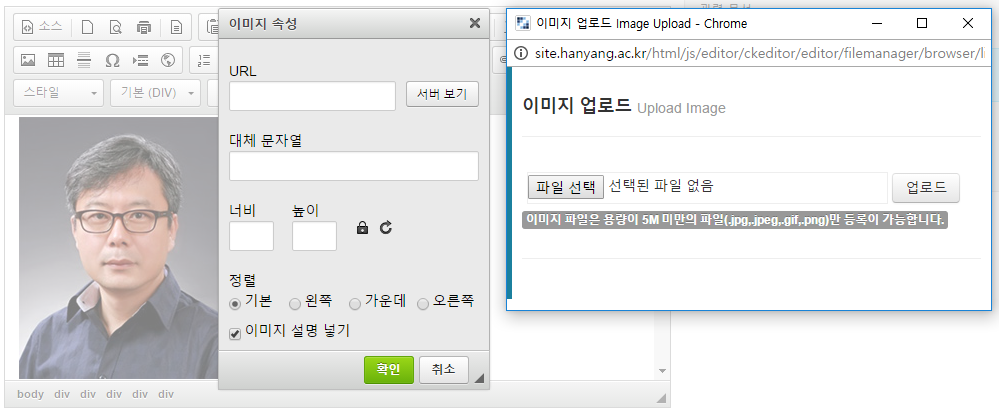 소스
스타일
기본 (DIV)
body div div div div div
이미지 속성
URL
서버 보기
대체 문자열
너비 높이
정렬
기본 왼쪽 가운데 오른쪽
이미지 설명 넣기
확인 취소
이미지 업로드 Image Upload - Chrome
site.hanyang.ac.kr/html/js/editor/ckeditor/editor/filemanager/browser/l
이미지 업로드 Upload Image
파일 선택 선택된 파일 없음 업로드
이미지 파일은 용량이 5M 미만의 파일(.jpg,.jpeg,.gif,.png)만 등록이 가능합니다.